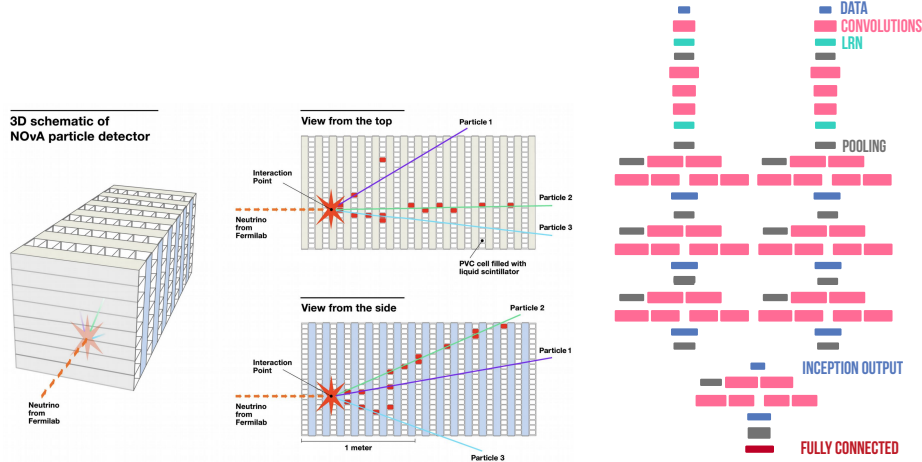 3D schematic of
NOvA particle detector
Neutrino
from
Fermilab
View from the top
Particle 1
Interaction
Point
Particle 2
Neutrino
from
Fermilab
Particle 3
PVC cell filled with
liquid scintillator
View from the side
Particle 2
Interaction
Point
Particle 1
Neutrino
from
Fermilab
1 meter
Particle 3
DATA
CONVOLUTIONS
LRN
POOLING
INCEPTION OUTPUT
FULLY CONNECTED